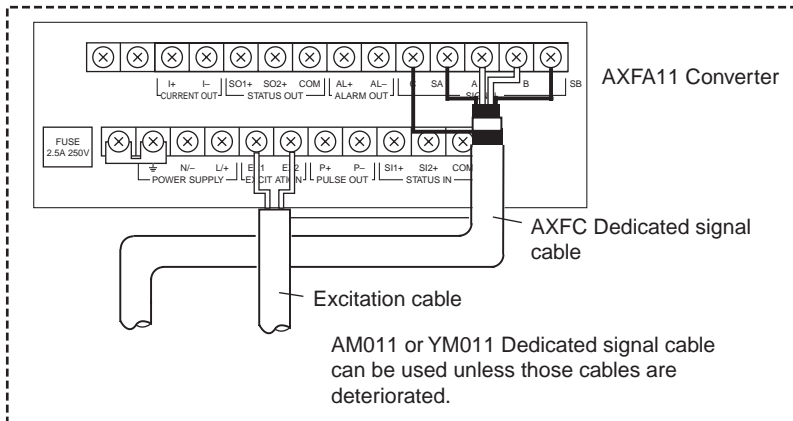 I+ I– SO1+ SO2+ COM AL+ AL– C SA A B SB
CURRENT OUT STATUS OUT ALARM OUT
AXFA11 Converter
FUSE
2.5A 250V
N/– L/+ EX2 P+ P– SI1+ SI2+ COM
POWER SUPPLY EXCITATION PULSE OUT STATUS IN
AXFC Dedicated signal
cable
Excitation cable
AM011 or YM011 Dedicated signal cable
can be used unless those cables are
deteriorated.